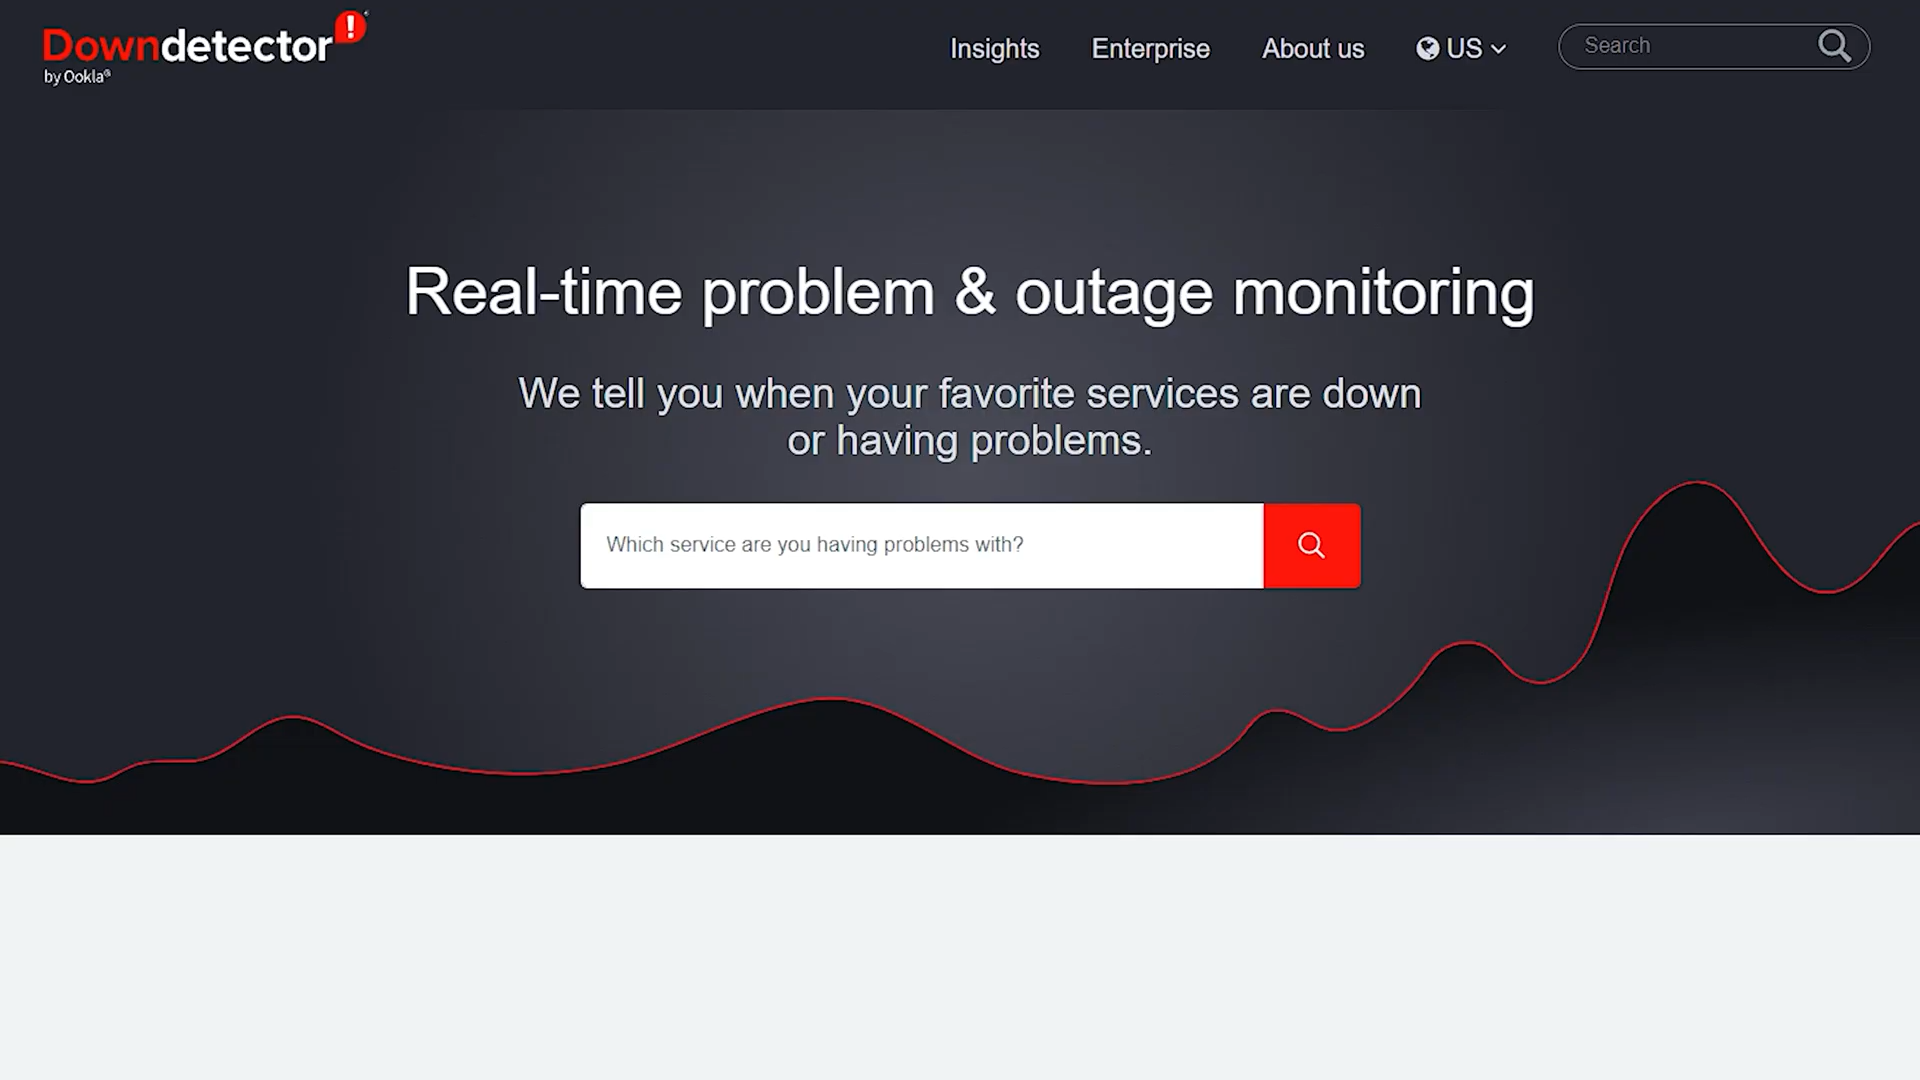 Downdetector!
by Ookla®
Insights
Enterprise
About us
US
Search
Real-time problem & outage monitoring
We tell you when your favorite services are down
or having problems.
Which service are you having problems with?